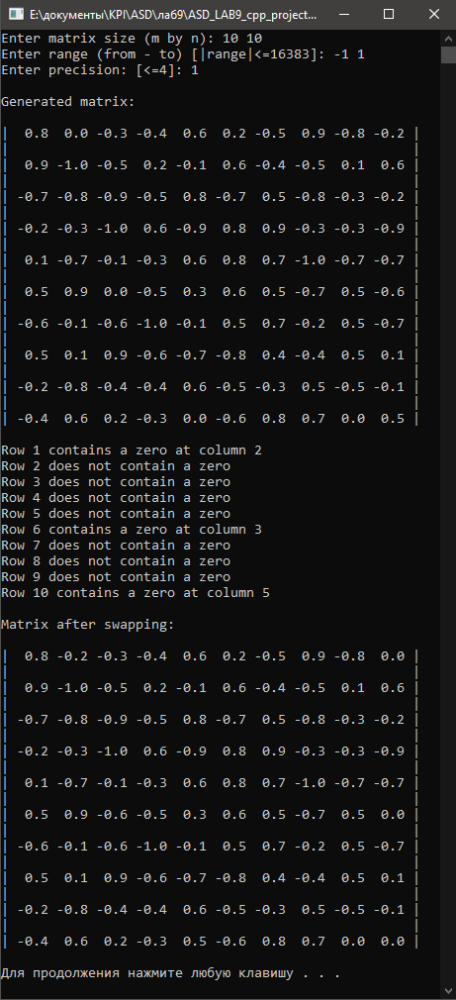 E:\документы\KPI\ASD\ла69\ASD_LAB9_cpp_project...
Enter matrix size (m by n): 10 10
Enter range (from - to) [|range|<=16383]: -1 1
Enter precision: [<=4]: 1
Generated matrix:
| 0.8 0.0 -0.3 -0.4 0.6 0.2 -0.5 0.9 -0.8 -0.2 |
| 0.9 -1.0 -0.5 0.2 -0.1 0.6 -0.4 -0.5 0.1 0.6 |
| -0.7 -0.8 -0.9 -0.5 0.8 -0.7 0.5 -0.8 -0.3 -0.2 |
| -0.2 -0.3 -1.0 0.6 -0.9 0.8 0.9 -0.3 -0.3 -0.9 |
| 0.1 -0.7 -0.1 -0.3 0.6 0.8 0.7 -1.0 -0.7 -0.7 |
| 0.5 0.9 0.0 -0.5 0.3 0.6 0.5 -0.7 0.5 -0.6 |
| -0.6 -0.1 -0.6 -1.0 -0.1 0.5 0.7 -0.2 0.5 -0.7 |
| 0.5 0.1 0.9 -0.6 -0.7 -0.8 0.4 -0.4 0.5 0.1 |
| -0.2 -0.8 -0.4 -0.4 0.6 -0.5 -0.3 0.5 -0.5 -0.1 |
| -0.4 0.6 0.2 -0.3 0.0 -0.6 0.8 0.7 0.0 0.5 |
Row 1 contains a zero at column 2
Row 2 does not contain a zero
Row 3 does not contain a zero
Row 4 does not contain a zero
Row 5 does not contain a zero
Row 6 contains a zero at column 3
Row 7 does not contain a zero
Row 8 does not contain a zero
Row 9 does not contain a zero
Row 10 contains a zero at column 5
Matrix after swapping:
| 0.8 -0.2 -0.3 -0.4 0.6 0.2 -0.5 0.9 -0.8 0.0 |
| 0.9 -1.0 -0.5 0.2 -0.1 0.6 -0.4 -0.5 0.1 0.6 |
| -0.7 -0.8 -0.9 -0.5 0.8 -0.7 0.5 -0.8 -0.3 -0.2 |
| -0.2 -0.3 -1.0 0.6 -0.9 0.8 0.9 -0.3 -0.3 -0.9 |
| 0.1 -0.7 -0.1 -0.3 0.6 0.8 0.7 -1.0 -0.7 -0.7 |
| 0.5 0.9 -0.6 -0.5 0.3 0.6 0.5 -0.7 0.5 0.0 |
| -0.6 -0.1 -0.6 -1.0 -0.1 0.5 0.7 -0.2 0.5 -0.7 |
| 0.5 0.1 0.9 -0.6 -0.7 -0.8 0.4 -0.4 0.5 0.1 |
| -0.2 -0.8 -0.4 -0.4 0.6 -0.5 -0.3 0.5 -0.5 -0.1 |
| -0.4 0.6 0.2 -0.3 0.5 -0.6 0.8 0.7 0.0 0.0 |
Для продолжения нажмите любую клавишу . . .